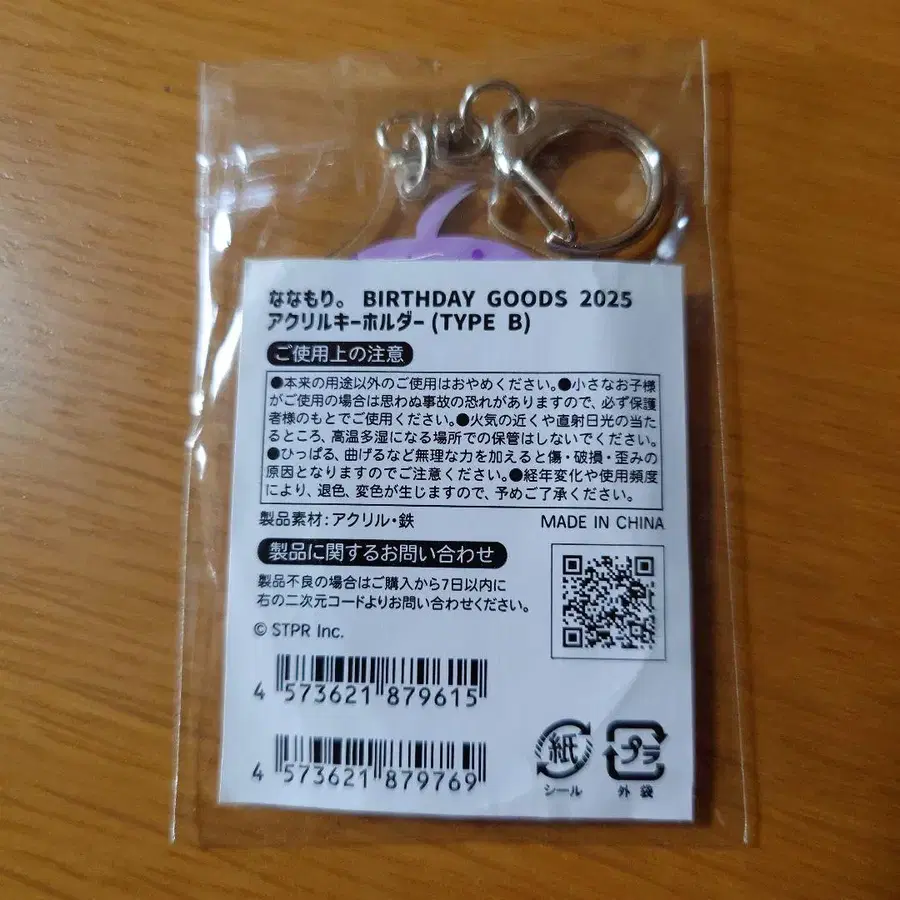 ななもり。 BIRTHDAY GOODS 2025
アクリルキーホルダー(TYPE B)
ご使用上の注意
●本来の用途以外のご使用はおやめください。●小さなお子様
がご使用の場合は思わぬ事故の恐れがありますので、必ず保護
者様のもとでご使用ください。●火気の近くや直射日光の当た
るところ、高温多湿になる場所での保管はしないでください。
●ひっぱる、曲げるなど無理な力を加えると傷・破損・歪みの
原因となりますのでご注意ください。●経年変化や使用頻度
により、退色、変色が生じますので、予めご了承ください。
製品素材:アクリル・鉄 MADE IN CHINA
製品に関するお問い合わせ
製品不良の場合はご購入から7日以内に
右の二次元コードよりお問い合わせください。
© STPR Inc.
4 573621 879615
4 573621 879769
紙
シール
プラ
外袋